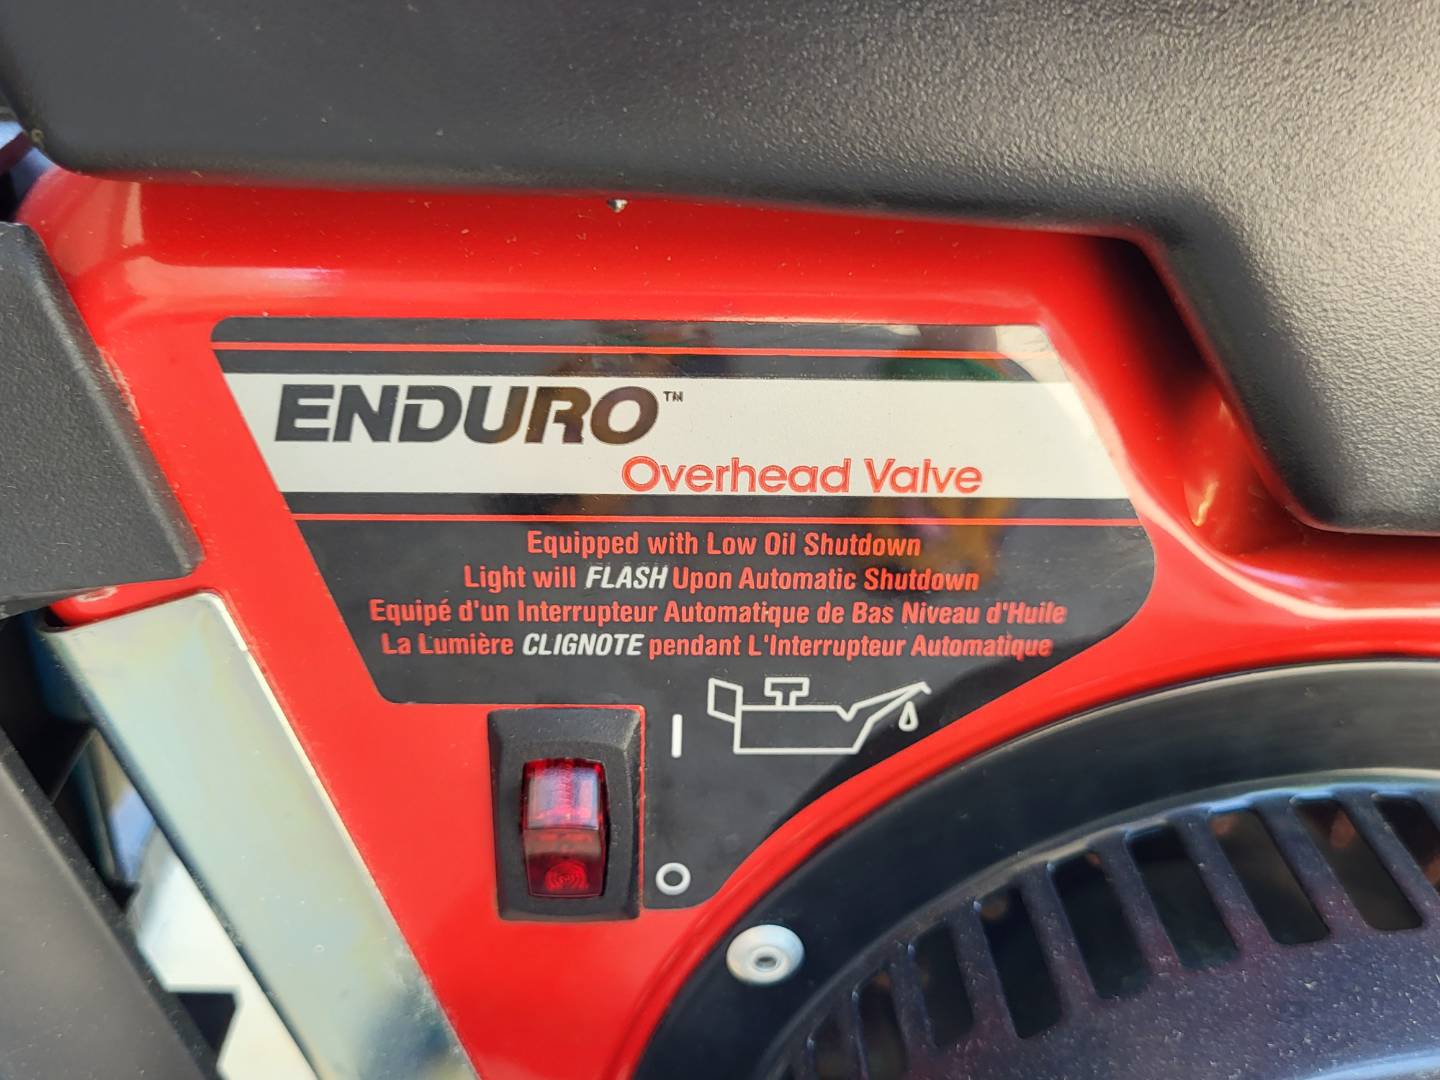 ENDURO™
Overhead Valve
Equipped with Low Oil Shutdown
Light will FLASH Upon Automatic Shutdown
Equipé d'un Interrupteur Automatique de Bas Niveau d'Huile
La Lumière CLIGNOTE pendant L'Interrupteur Automatique
I
O